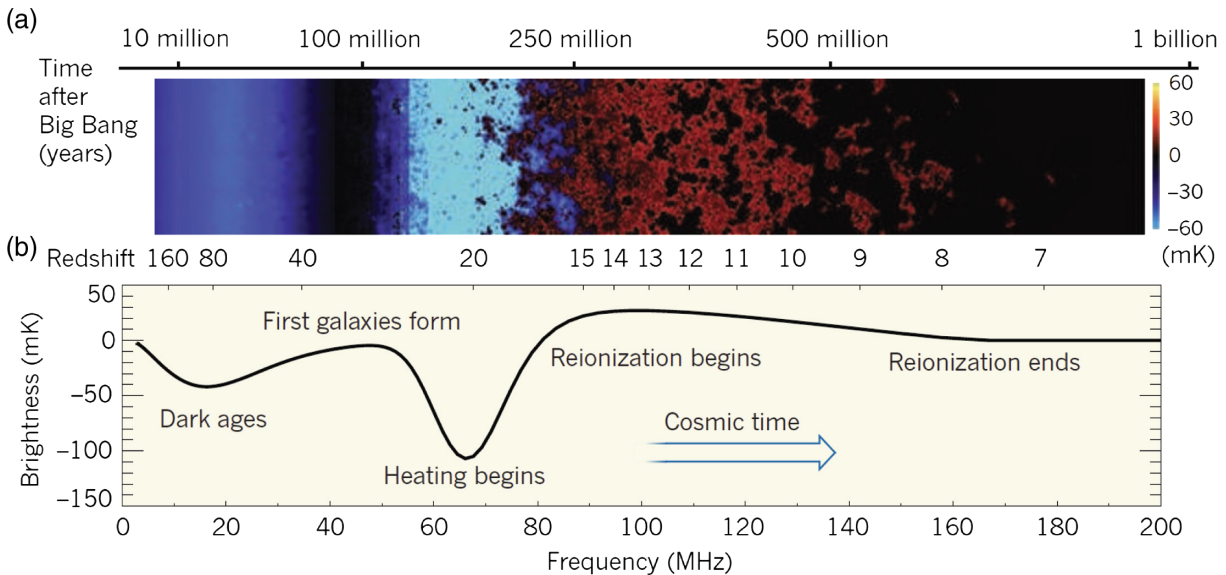 (a)
10 million 100 million 250 million 500 million 1 billion
Time
after
Big Bang
(years)
60
30
0
–30
–60
(mK)
(b)
Redshift 160 80 40 20 15 14 13 12 11 10 9 8 7
50
0
–50
–100
–150
Brightness (mK)
First galaxies form
Reionization begins
Reionization ends
Dark ages
Cosmic time
Heating begins
0 20 40 60 80 100 120 140 160 180 200
Frequency (MHz)